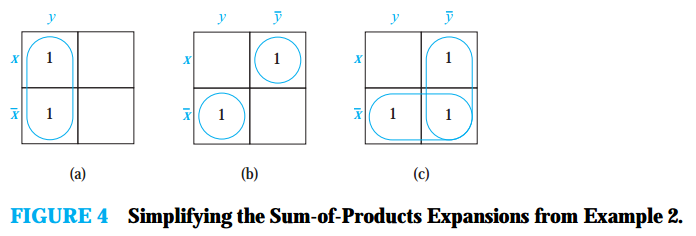 y ȳ y ȳ y ȳ
x 1 x 1 x 1
x̄ 1 x̄ 1 x̄ 1 1
(a) (b) (c)
FIGURE 4 Simplifying the Sum-of-Products Expansions from Example 2.